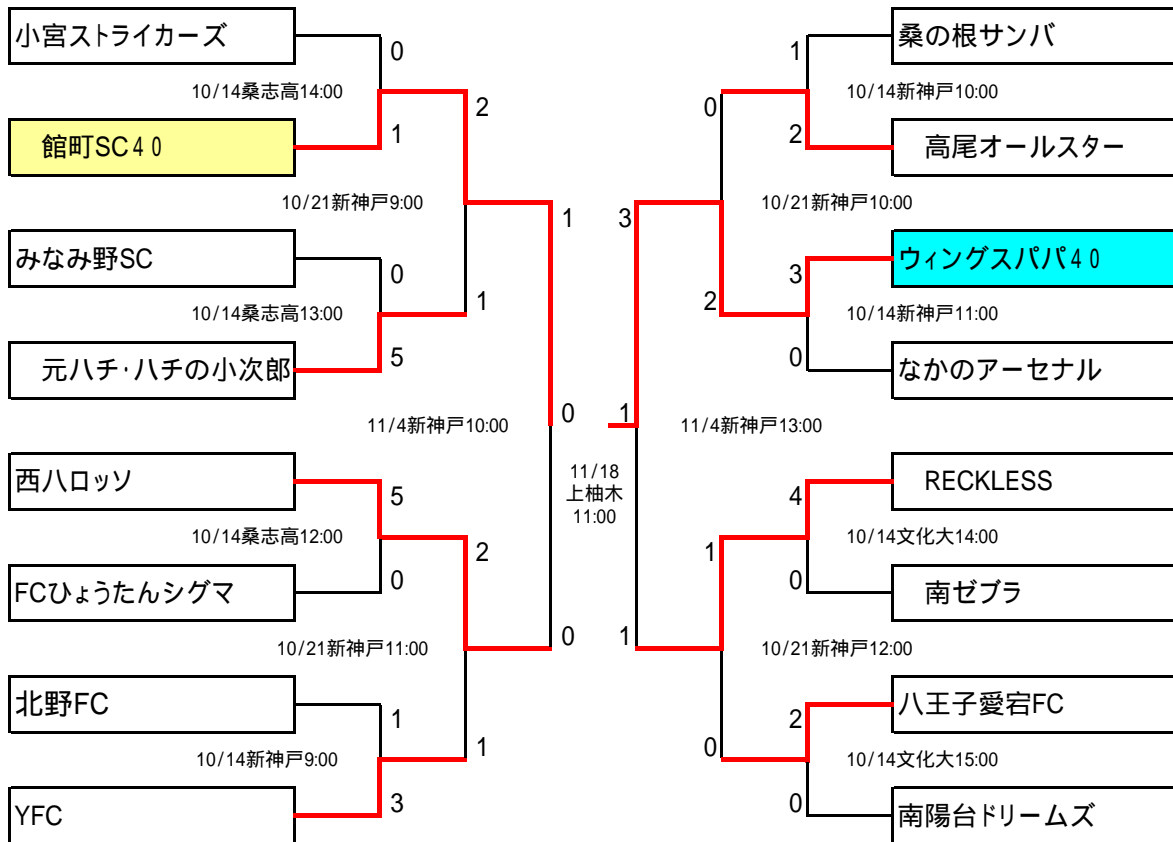 小宮ストライカーズ
0
10/14桑志高14:00
2
館町SC40
1
10/21新神戸9:00
1
みなみ野SC
0
10/14桑志高13:00
1
元ハチ・ハチの小次郎
5
11/4新神戸10:00
0
西八ロッソ
5
10/14桑志高12:00
2
FCひょうたんシグマ
0
10/21新神戸11:00
0
北野FC
1
10/14新神戸9:00
1
YFC
3
11/18
上柚木
11:00
1
桑の根サンバ
10/14新神戸10:00
0
2
高尾オールスター
3
10/21新神戸10:00
3
ウィングスパパ40
2
10/14新神戸11:00
0
なかのアーセナル
1
11/4新神戸13:00
4
RECKLESS
1
10/14文化大14:00
0
南ゼブラ
1
10/21新神戸12:00
2
八王子愛宕FC
0
10/14文化大15:00
0
南陽台ドリームズ